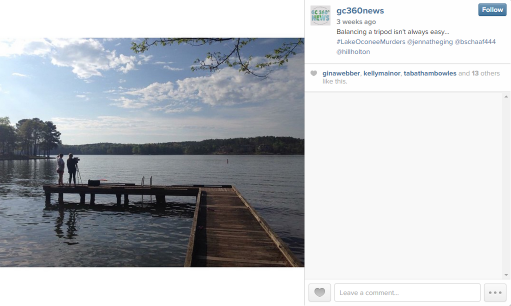 GC 360
NEWS
gc360news
Follow
3 weeks ago
Balancing a tripod isn't always easy...
#LakeOconeeMurders @jennatheging @bschaaf444
@hillholton
ginawebber, kellymainor, tabathambowles and 13 others
like this.
Leave a comment...